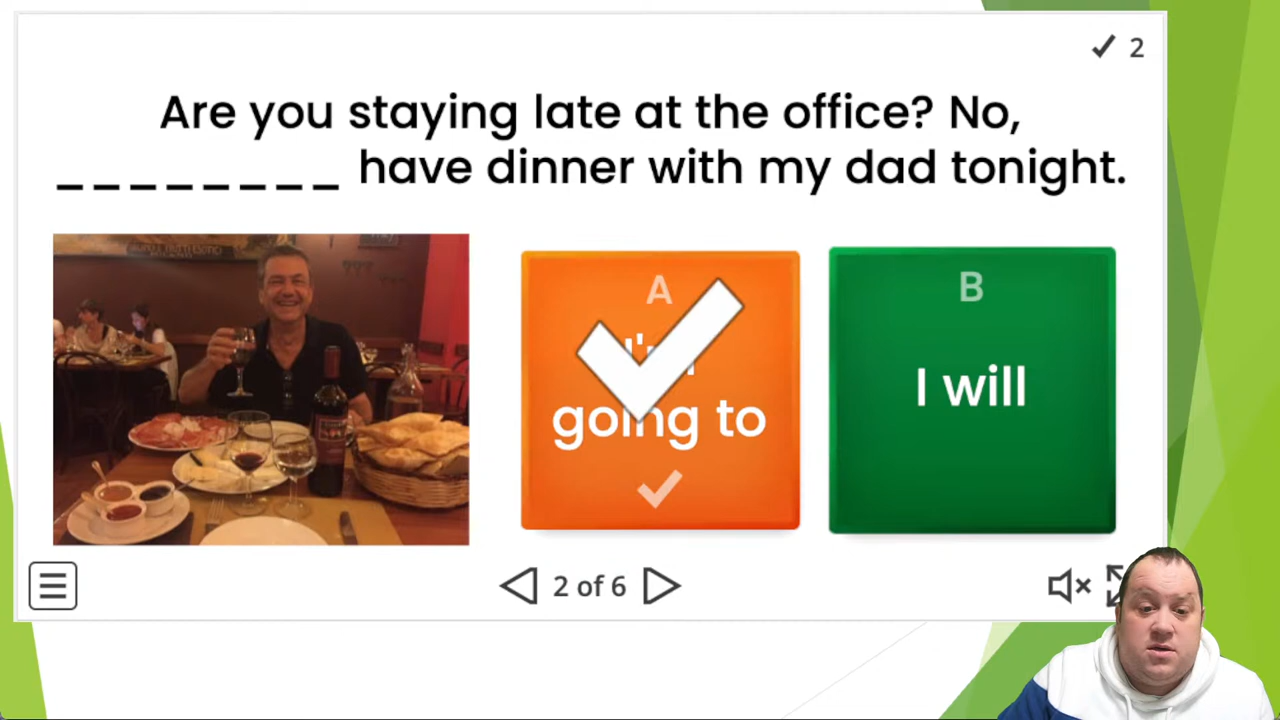 2
Are you staying late at the office? No,
________ have dinner with my dad tonight.
A
going to
B
I will
2 of 6